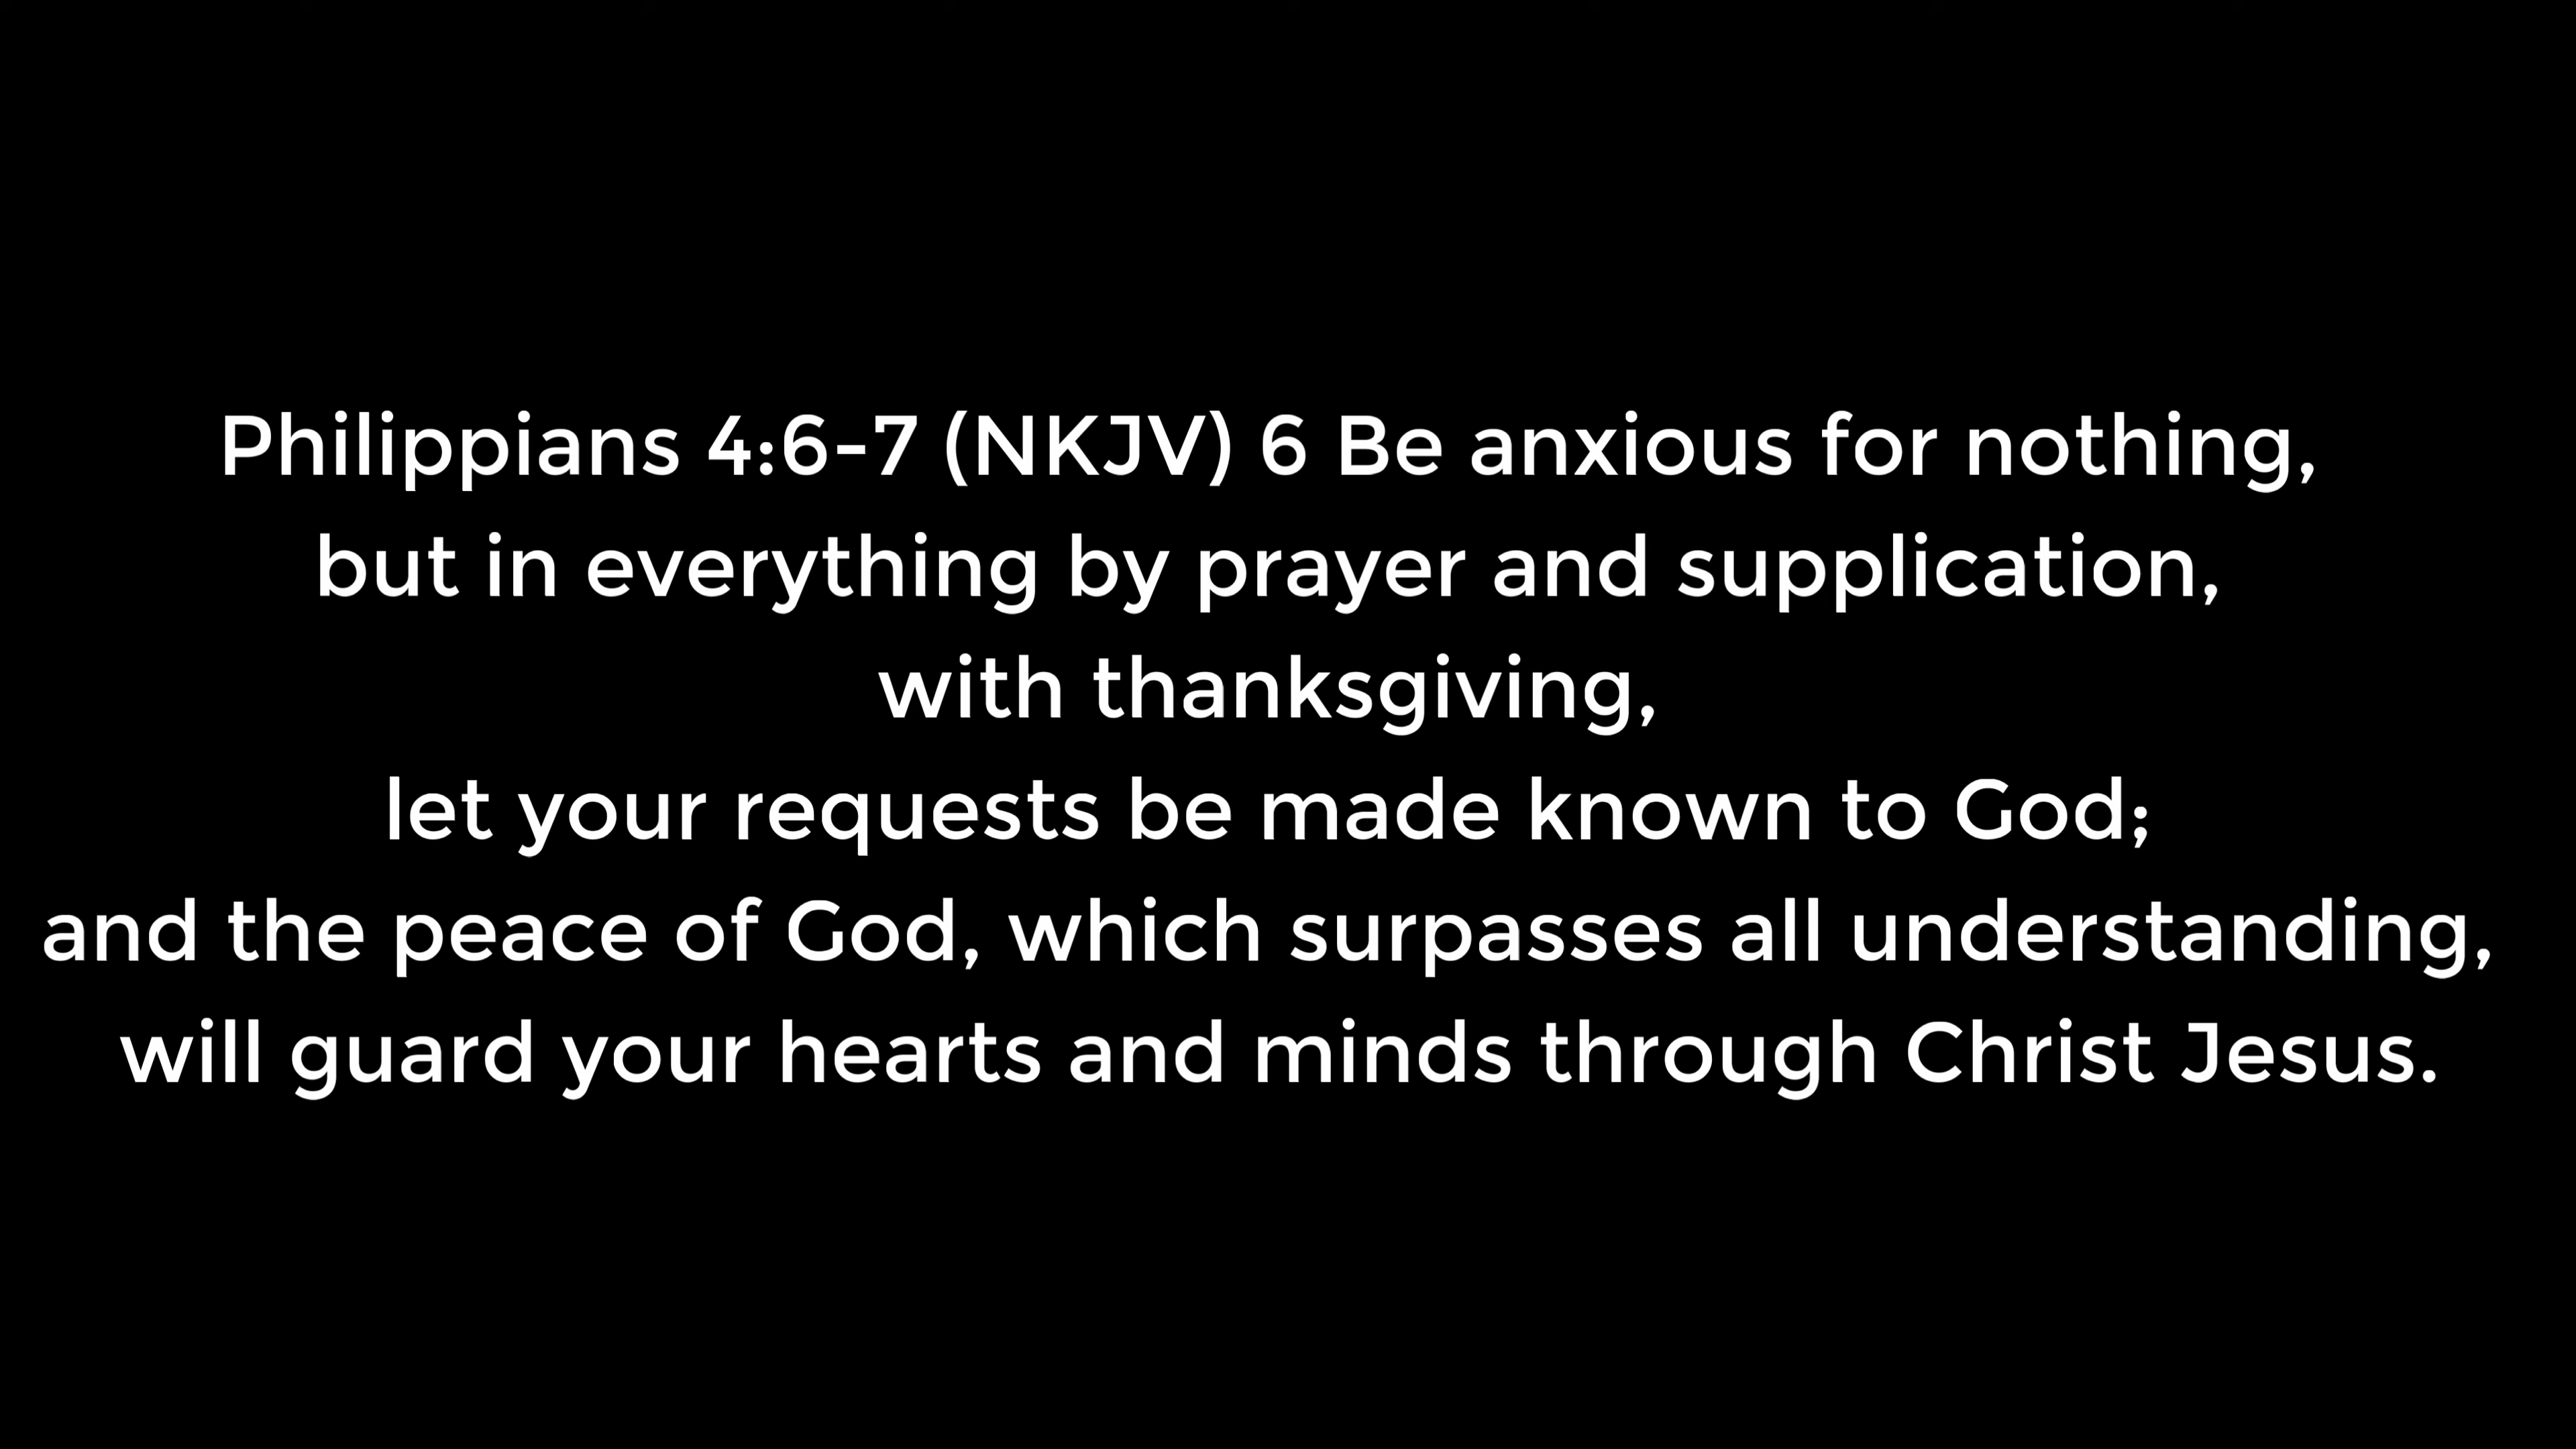 Philippians 4:6-7 (NKJV) 6 Be anxious for nothing,
but in everything by prayer and supplication,
with thanksgiving,
let your requests be made known to God;
and the peace of God, which surpasses all understanding,
will guard your hearts and minds through Christ Jesus.